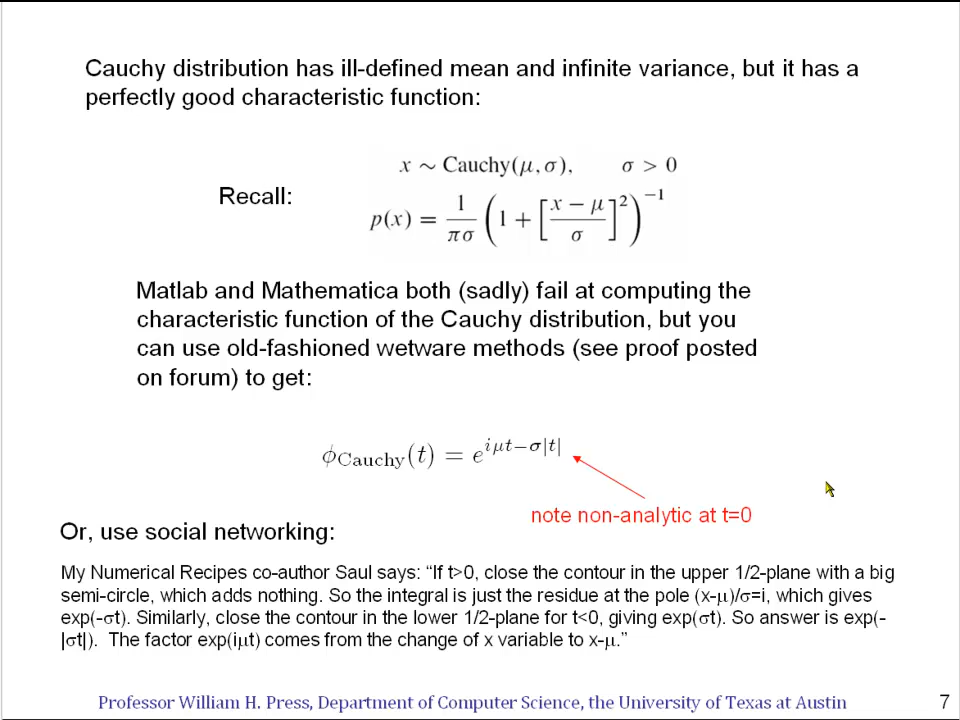 Cauchy distribution has ill-defined mean and infinite variance, but it has a
perfectly good characteristic function:
x ∼ Cauchy(μ, σ), σ > 0
Recall:
p(x) = 1/(πσ) (1 + [(x − μ)/σ]²)⁻¹
Matlab and Mathematica both (sadly) fail at computing the
characteristic function of the Cauchy distribution, but you
can use old-fashioned wetware methods (see proof posted
on forum) to get:
ϕ_Cauchy(t) = e^{iμt−σ|t|}
note non-analytic at t=0
Or, use social networking:
My Numerical Recipes co-author Saul says: “If t>0, close the contour in the upper 1/2-plane with a big
semi-circle, which adds nothing. So the integral is just the residue at the pole (x-μ)/σ=i, which gives
exp(-σt). Similarly, close the contour in the lower 1/2-plane for t<0, giving exp(σt). So answer is exp(-
|σt|). The factor exp(iμt) comes from the change of x variable to x-μ.”
Professor William H. Press, Department of Computer Science, the University of Texas at Austin
7